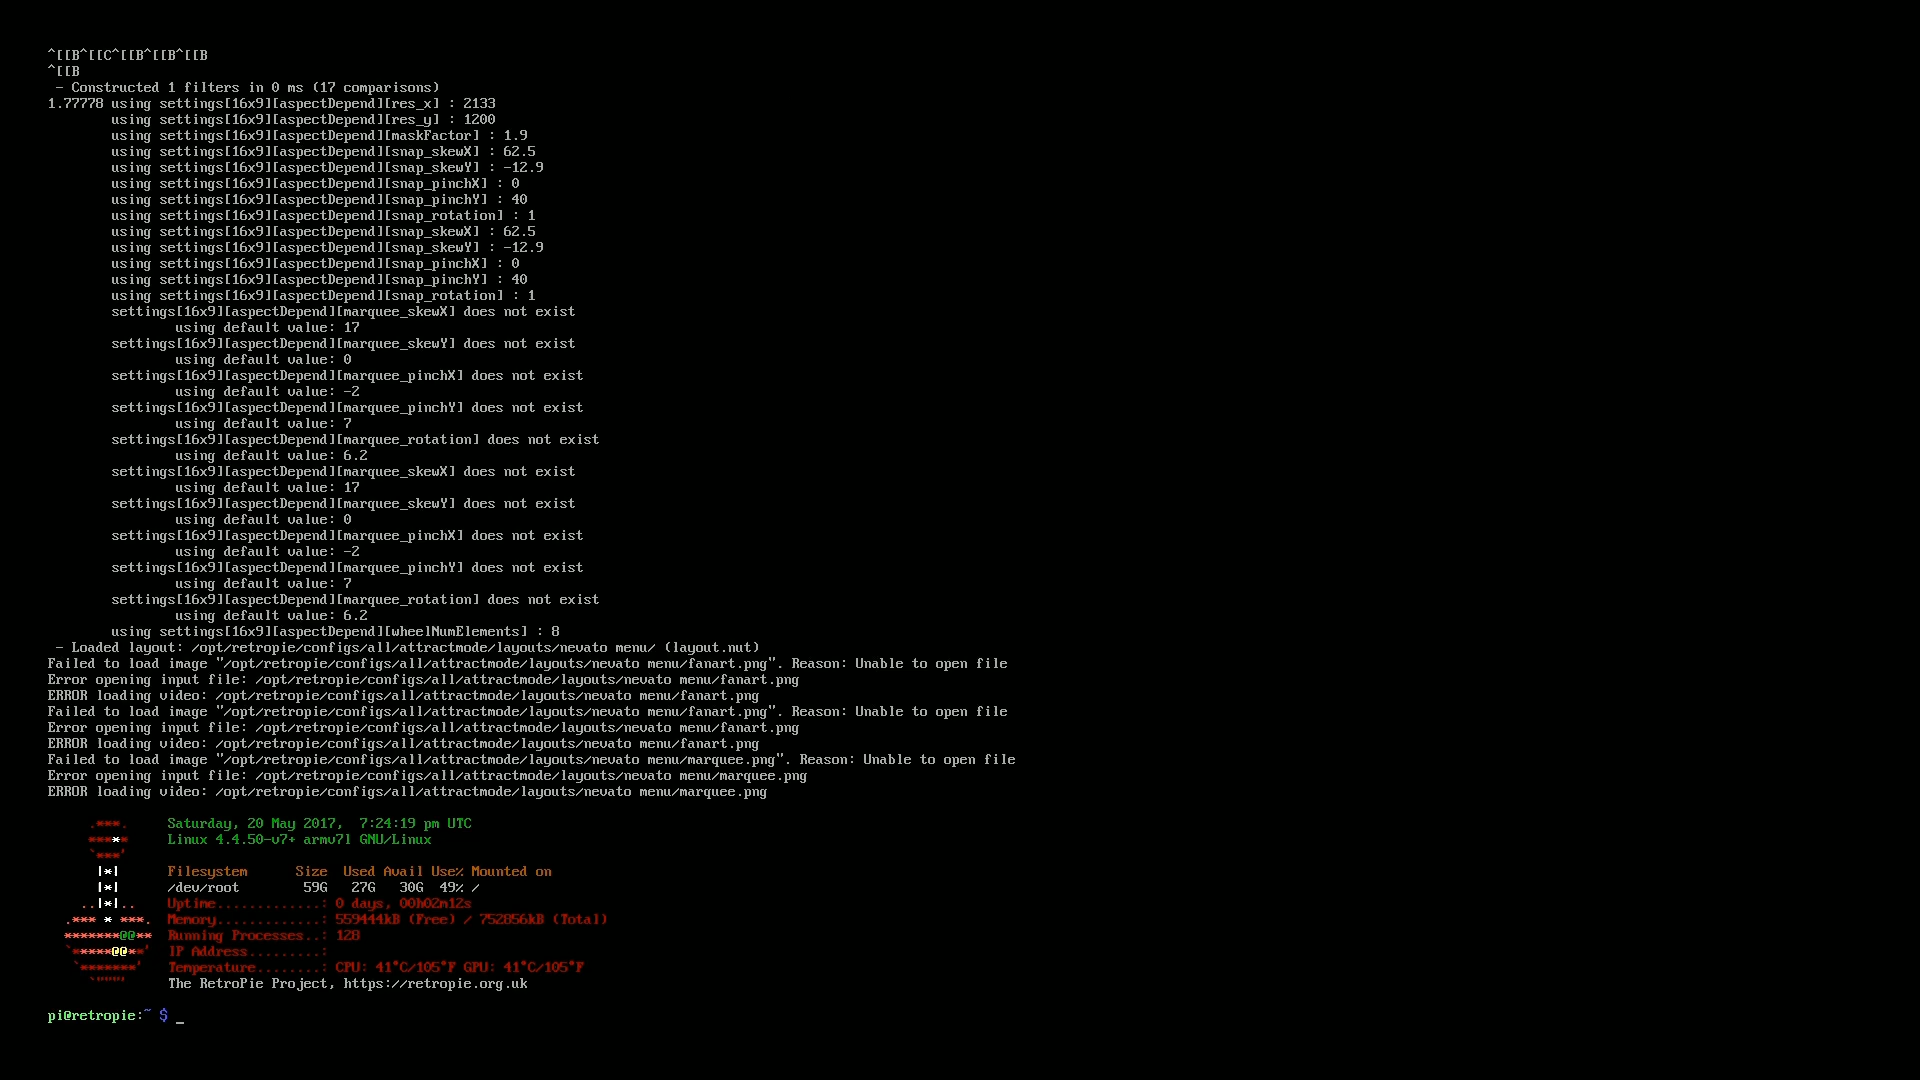 ^[[B^[[C^[[B^[[B^[[B
^[[B
 - Constructed 1 filters in 0 ms (17 comparisons)
1.77778 using settings[16x9][aspectDepend][res_x] : 2133
        using settings[16x9][aspectDepend][res_y] : 1200
        using settings[16x9][aspectDepend][maskFactor] : 1.9
        using settings[16x9][aspectDepend][snap_skewX] : 62.5
        using settings[16x9][aspectDepend][snap_skewY] : -12.9
        using settings[16x9][aspectDepend][snap_pinchX] : 0
        using settings[16x9][aspectDepend][snap_pinchY] : 40
        using settings[16x9][aspectDepend][snap_rotation] : 1
        using settings[16x9][aspectDepend][snap_skewX] : 62.5
        using settings[16x9][aspectDepend][snap_skewY] : -12.9
        using settings[16x9][aspectDepend][snap_pinchX] : 0
        using settings[16x9][aspectDepend][snap_pinchY] : 40
        using settings[16x9][aspectDepend][snap_rotation] : 1
        settings[16x9][aspectDepend][marquee_skewX] does not exist
                using default value: 17
        settings[16x9][aspectDepend][marquee_skewY] does not exist
                using default value: 0
        settings[16x9][aspectDepend][marquee_pinchX] does not exist
                using default value: -2
        settings[16x9][aspectDepend][marquee_pinchY] does not exist
                using default value: 7
        settings[16x9][aspectDepend][marquee_rotation] does not exist
                using default value: 6.2
        settings[16x9][aspectDepend][marquee_skewX] does not exist
                using default value: 17
        settings[16x9][aspectDepend][marquee_skewY] does not exist
                using default value: 0
        settings[16x9][aspectDepend][marquee_pinchX] does not exist
                using default value: -2
        settings[16x9][aspectDepend][marquee_pinchY] does not exist
                using default value: 7
        settings[16x9][aspectDepend][marquee_rotation] does not exist
                using default value: 6.2
        using settings[16x9][aspectDepend][wheelNumElements] : 8
 - Loaded layout: /opt/retropie/configs/all/attractmode/layouts/nevato menu/ (layout.nut)
Failed to load image "/opt/retropie/configs/all/attractmode/layouts/nevato menu/fanart.png". Reason: Unable to open file
Error opening input file: /opt/retropie/configs/all/attractmode/layouts/nevato menu/fanart.png
ERROR loading video: /opt/retropie/configs/all/attractmode/layouts/nevato menu/fanart.png
Failed to load image "/opt/retropie/configs/all/attractmode/layouts/nevato menu/fanart.png". Reason: Unable to open file
Error opening input file: /opt/retropie/configs/all/attractmode/layouts/nevato menu/fanart.png
ERROR loading video: /opt/retropie/configs/all/attractmode/layouts/nevato menu/fanart.png
Failed to load image "/opt/retropie/configs/all/attractmode/layouts/nevato menu/marquee.png". Reason: Unable to open file
Error opening input file: /opt/retropie/configs/all/attractmode/layouts/nevato menu/marquee.png
ERROR loading video: /opt/retropie/configs/all/attractmode/layouts/nevato menu/marquee.png
Saturday, 20 May 2017,  7:24:19 pm UTC
Linux 4.4.50-v7+ armv7l GNU/Linux
Filesystem      Size  Used Avail Use% Mounted on
/dev/root        59G   27G   30G  49% /
Uptime.............: 0 days, 00h02m12s
Memory.............: 559444kB (Free) / 752856kB (Total)
Running Processes..: 128
IP Address.........:
Temperature........: CPU: 41°C/105°F GPU: 41°C/105°F
The RetroPie Project, https://retropie.org.uk
pi@retropie:~ $ _